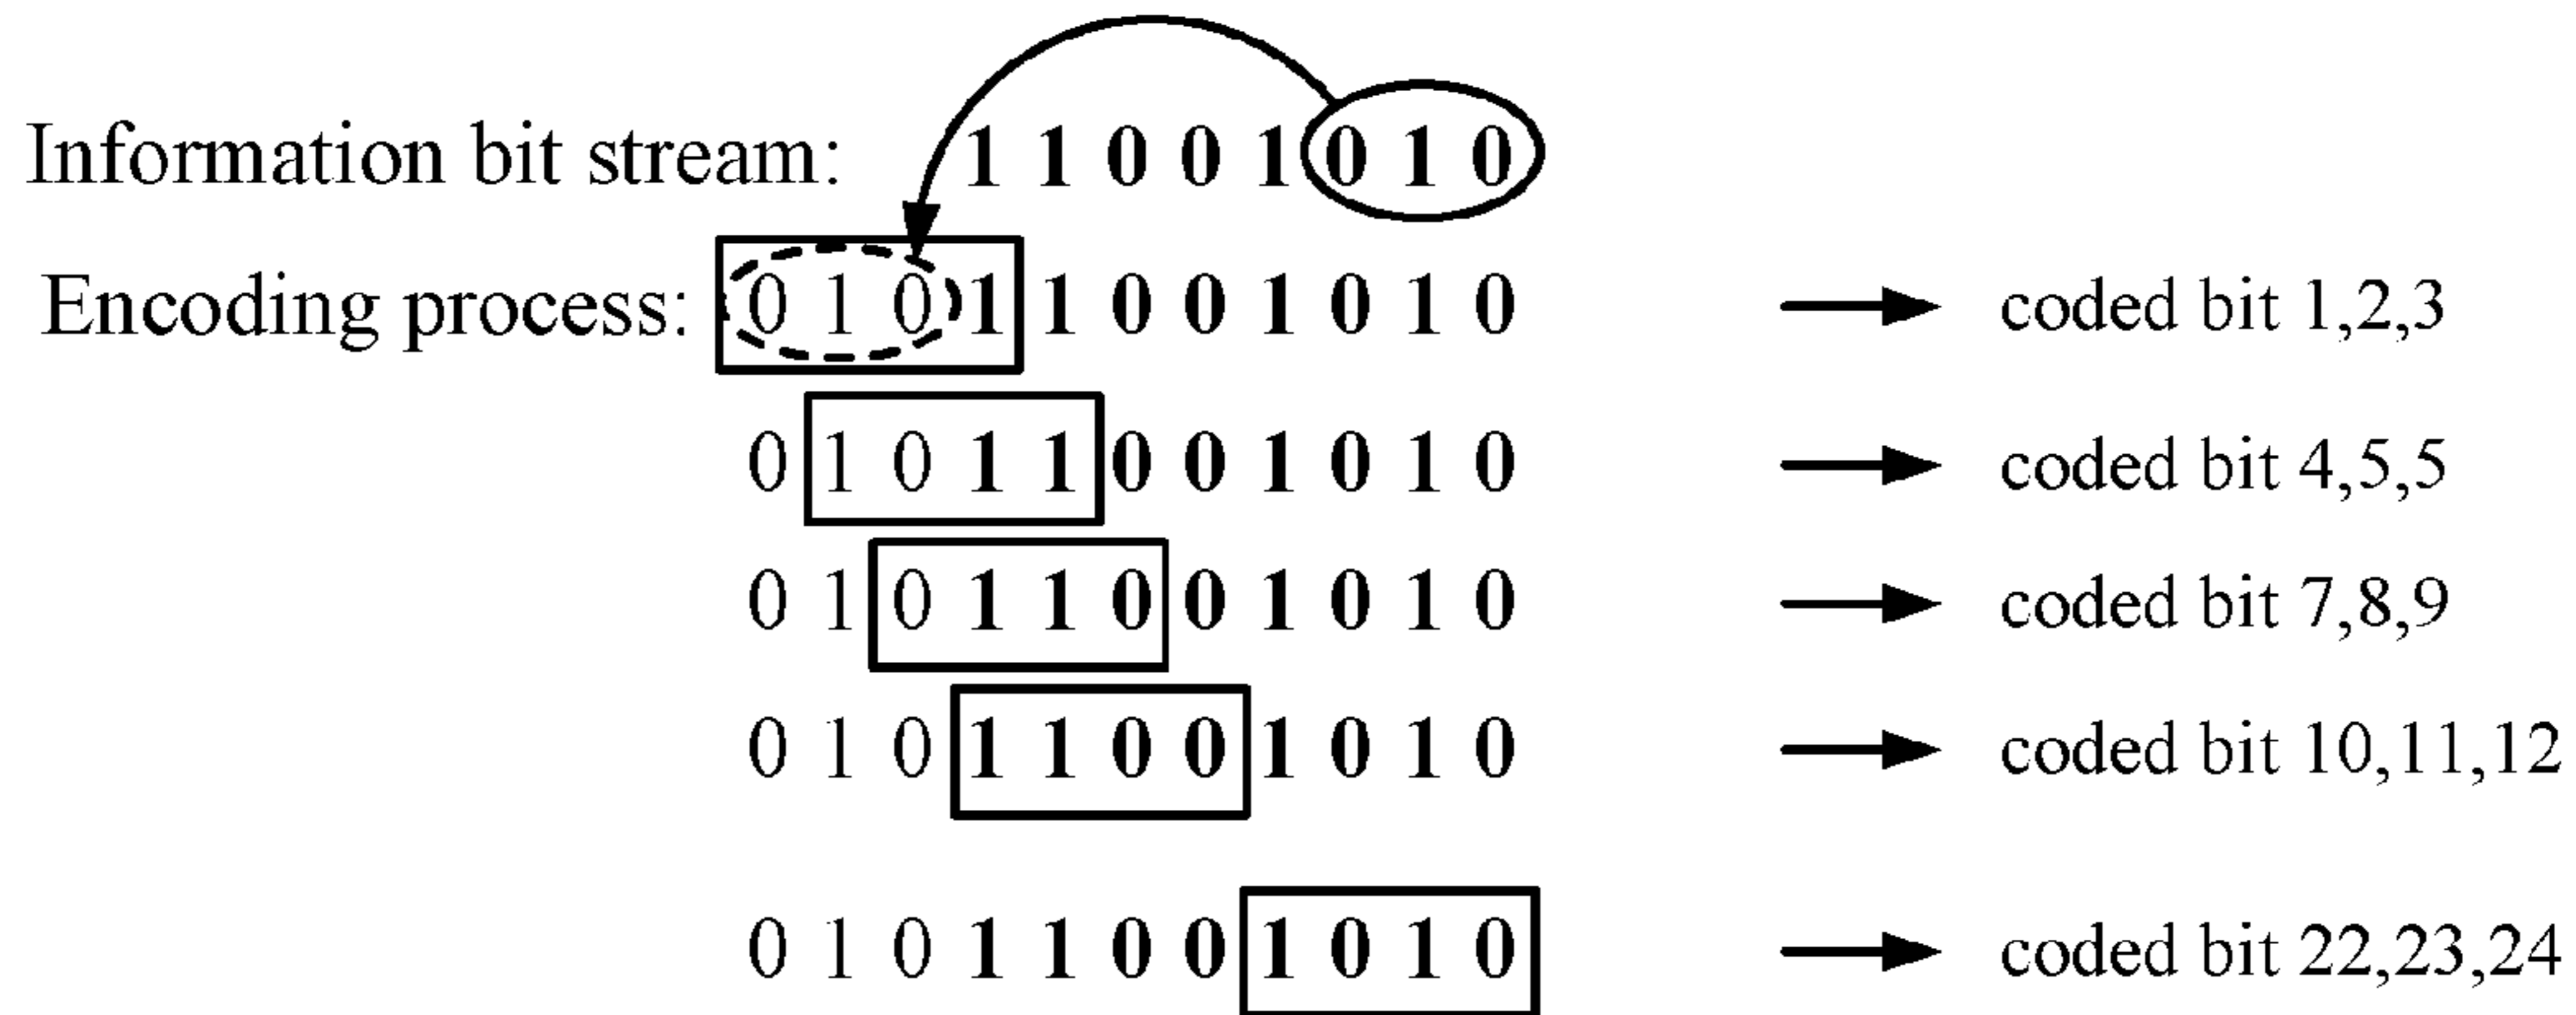 Information bit stream: 1 1 0 0 1 0 1 0
Encoding process: 0 1 0 1 1 0 0 1 0 1 0 coded bit 1,2,3
0 1 0 1 1 0 0 1 0 1 0 coded bit 4,5,5
0 1 0 1 1 0 0 1 0 1 0 coded bit 7,8,9
0 1 0 1 1 0 0 1 0 1 0 coded bit 10,11,12
0 1 0 1 1 0 0 1 0 1 0 coded bit 22,23,24